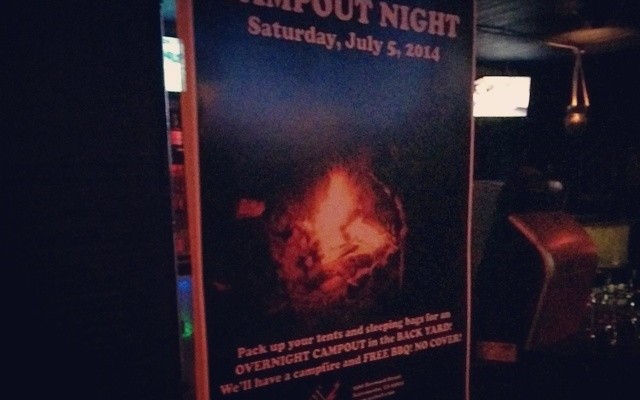 AMPOUT NIGHT
Saturday, July 5, 2014
Pack up your tents and sleeping bags for an
OVERNIGHT CAMPOUT in the BACK YARD!
We'll have a campfire and FREE BBQ! NO COVER!